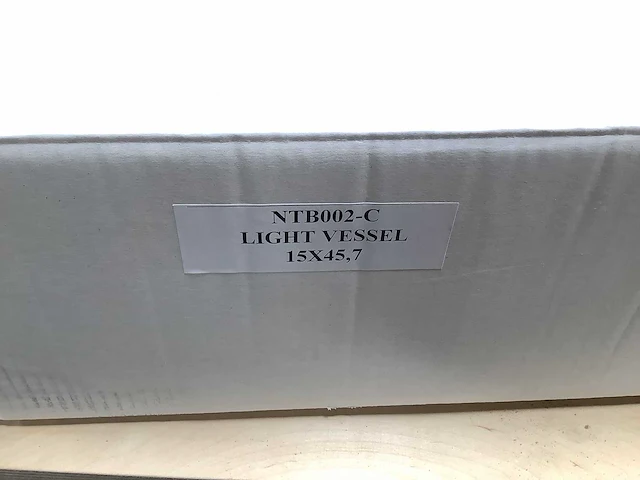 NTB002-C
LIGHT VESSEL
15X45,7